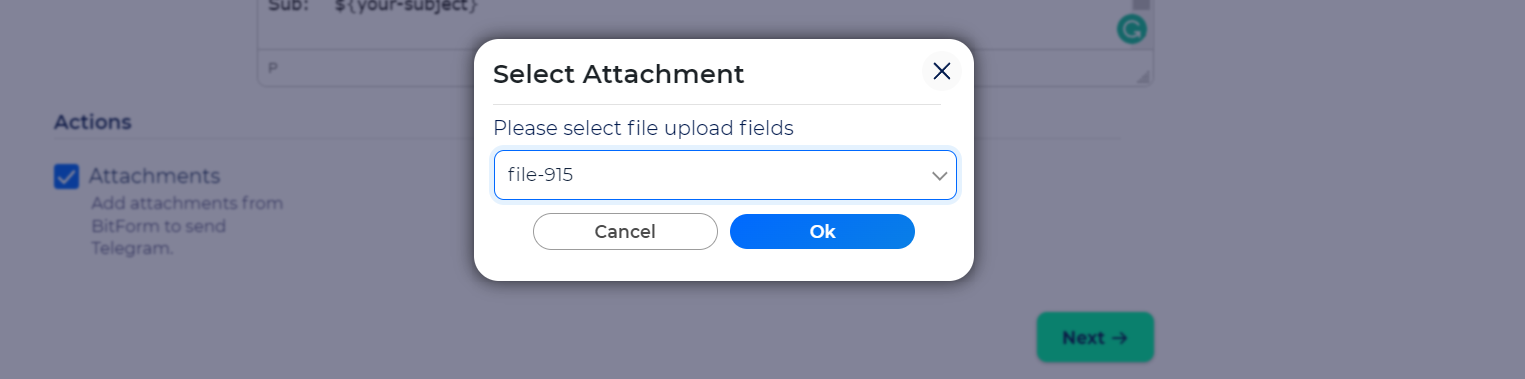 Sub: ${your-subject}
P
Select Attachment
Please select file upload fields
file-915
Cancel
Ok
Actions
Attachments
Add attachments from
BitForm to send
Telegram.
Next →